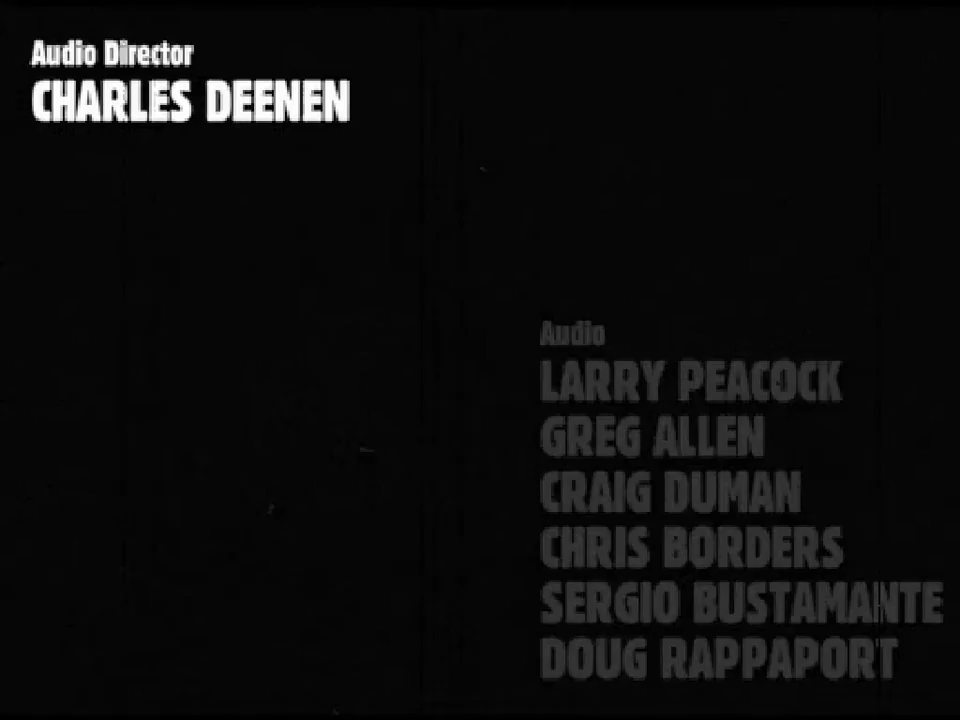 Audio Director
CHARLES DEENEN
Audio
LARRY PEACOCK
GREG ALLEN
CRAIG DUMAN
CHRIS BORDERS
SERGIO BUSTAMANTE
DOUG RAPPAPORT